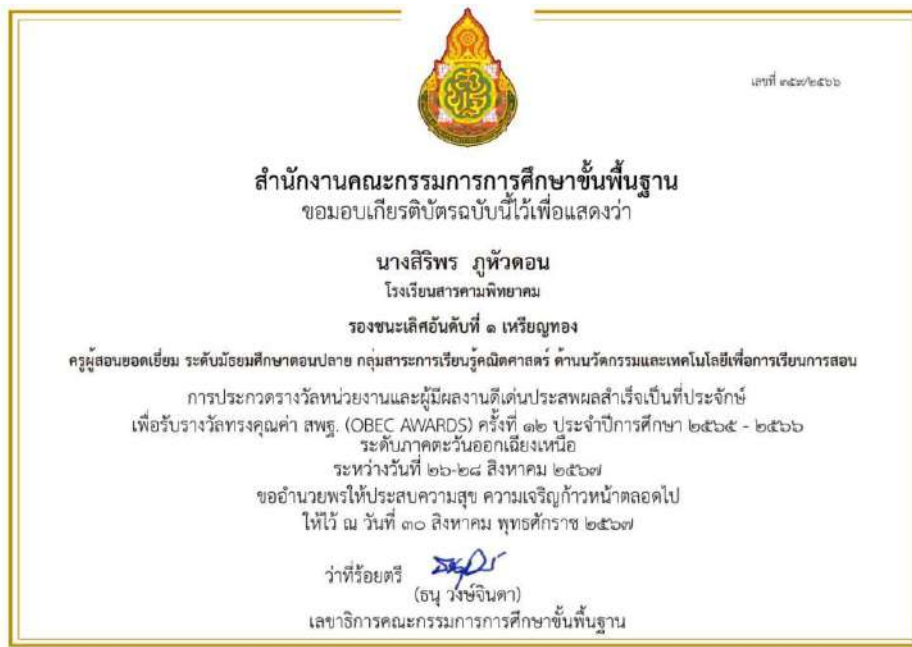 เลขที่ ๓๕๙/๒๕๖๖
สำนักงานคณะกรรมการการศึกษาขั้นพื้นฐาน
ขอมอบเกียรติบัตรฉบับนี้ไว้เพื่อแสดงว่า
นางสิริพร ภูหัวดอน
โรงเรียนสารคามพิทยาคม
รองชนะเลิศอันดับที่ ๑ เหรียญทอง
ครูผู้สอนยอดเยี่ยม ระดับมัธยมศึกษาตอนปลาย กลุ่มสาระการเรียนรู้คณิตศาสตร์ ด้านนวัตกรรมและเทคโนโลยีเพื่อการเรียนการสอน
การประกวดรางวัลหน่วยงานและผู้มีผลงานดีเด่นประสพผลสำเร็จเป็นที่ประจักษ์
เพื่อรับรางวัลทรงคุณค่า สพฐ. (OBEC AWARDS) ครั้งที่ ๑๒ ประจำปีการศึกษา ๒๕๖๕ - ๒๕๖๖
ระดับภาคตะวันออกเฉียงเหนือ
ระหว่างวันที่ ๒๖-๒๘ สิงหาคม ๒๕๖๗
ขออำนวยพรให้ประสบความสุข ความเจริญก้าวหน้าตลอดไป
ให้ไว้ ณ วันที่ ๓๐ สิงหาคม พุทธศักราช ๒๕๖๗
ว่าที่ร้อยตรี
(ธนุ วงษ์จินดา)
เลขาธิการคณะกรรมการการศึกษาขั้นพื้นฐาน